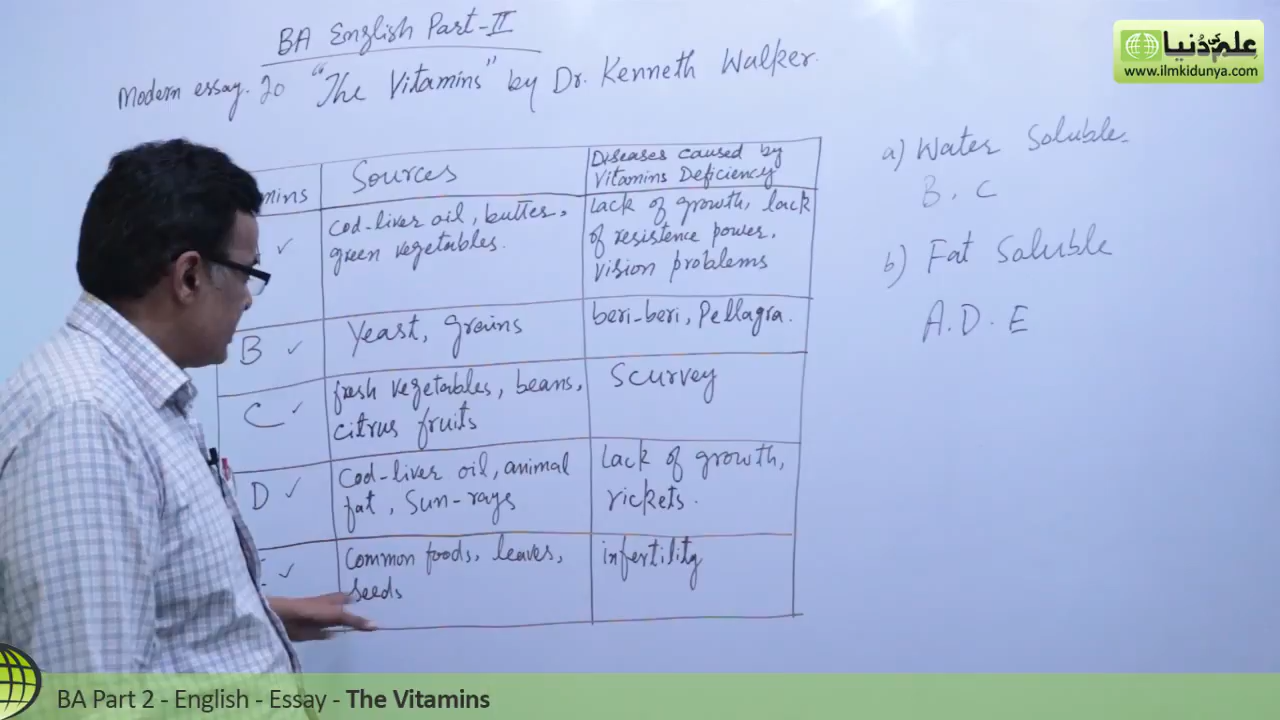 BA English Part-II
Modern essay. 20 "The Vitamins" by Dr. Kenneth Walker.
علم کی دنیا
www.ilmkidunya.com
mins
Sources
Diseases caused by
Vitamins Deficiency
cod-liver oil, butter,
green vegetables.
Lack of growth, lack
of resistence power,
vision problems
B ✓
Yeast, Grains
beri-beri, Pellagra.
C ✓
fresh vegetables, beans,
citrus fruits
Scurvey
D ✓
Cod-liver oil, animal
fat, Sun-rays
Lack of growth,
rickets.
Common foods, leaves,
Seeds
infertility
a) Water Soluble
B. C
b) Fat Soluble
A. D. E
BA Part 2 - English - Essay - The Vitamins